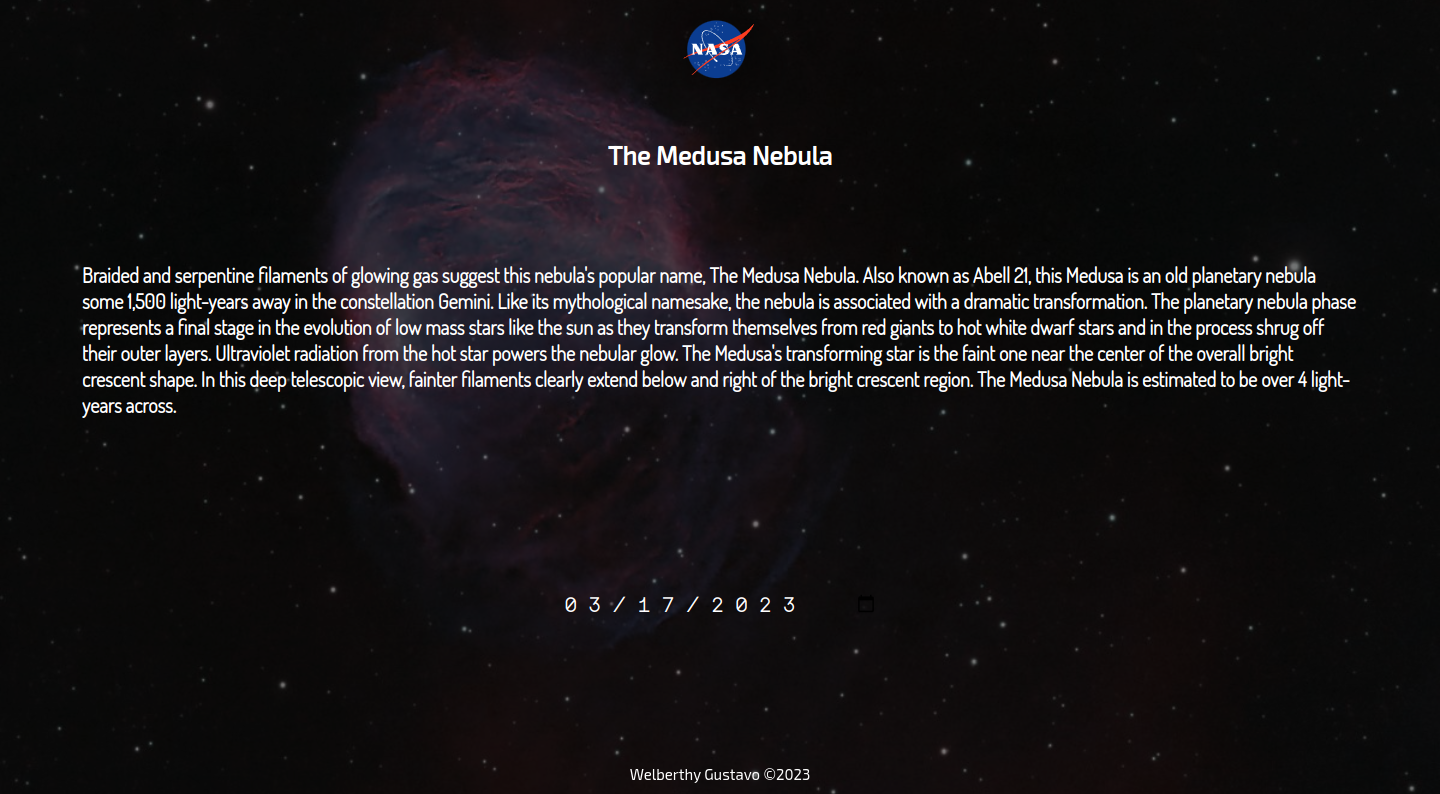 NASA
The Medusa Nebula
Braided and serpentine filaments of glowing gas suggest this nebula's popular name, The Medusa Nebula. Also known as Abell 21, this Medusa is an old planetary nebula
some 1,500 light-years away in the constellation Gemini. Like its mythological namesake, the nebula is associated with a dramatic transformation. The planetary nebula phase
represents a final stage in the evolution of low mass stars like the sun as they transform themselves from red giants to hot white dwarf stars and in the process shrug off
their outer layers. Ultraviolet radiation from the hot star powers the nebular glow. The Medusa's transforming star is the faint one near the center of the overall bright
crescent shape. In this deep telescopic view, fainter filaments clearly extend below and right of the bright crescent region. The Medusa Nebula is estimated to be over 4 light-
years across.
03/17/2023
Welberthy Gustavo ©2023